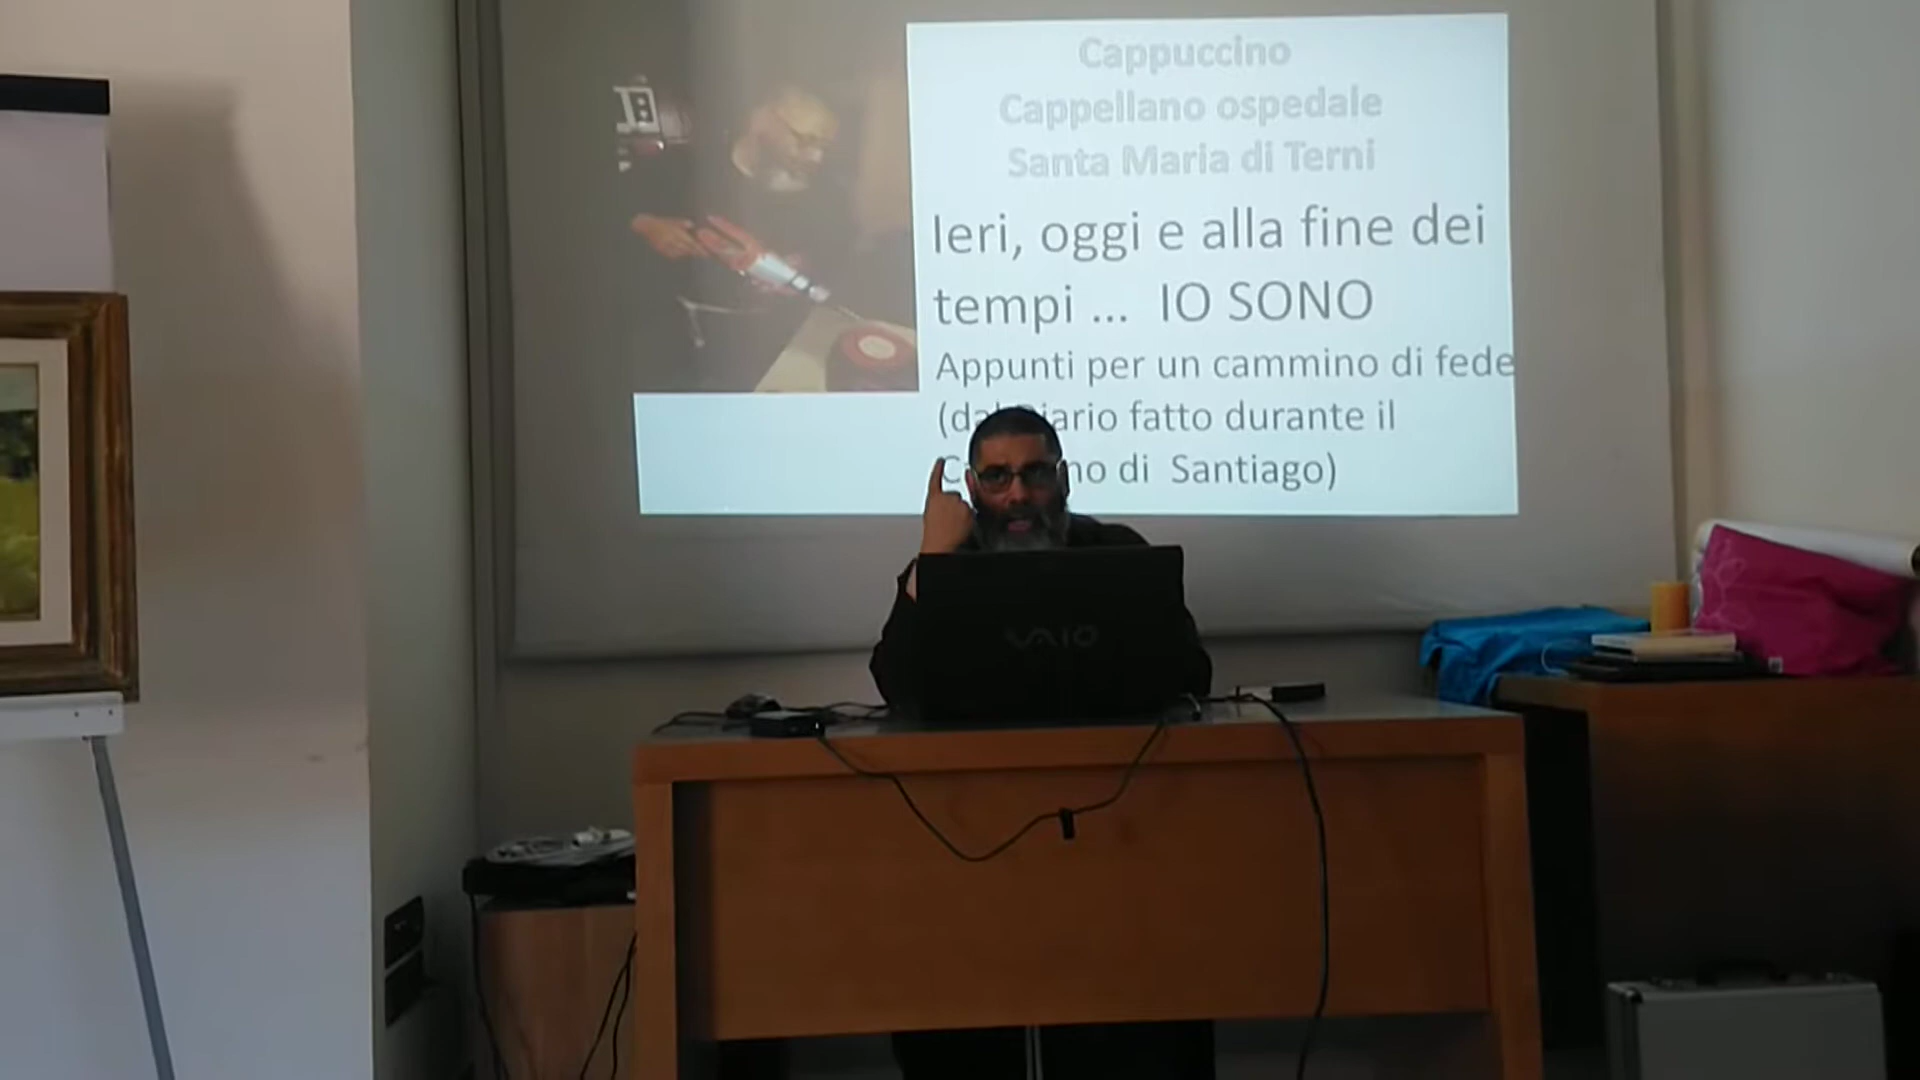 Cappuccino
Cappellano ospedale
Santa Maria di Terni
Ieri, oggi e alla fine dei
tempi ... IO SONO
Appunti per un cammino di fede
fatto durante il
di Santiago)
VAIO